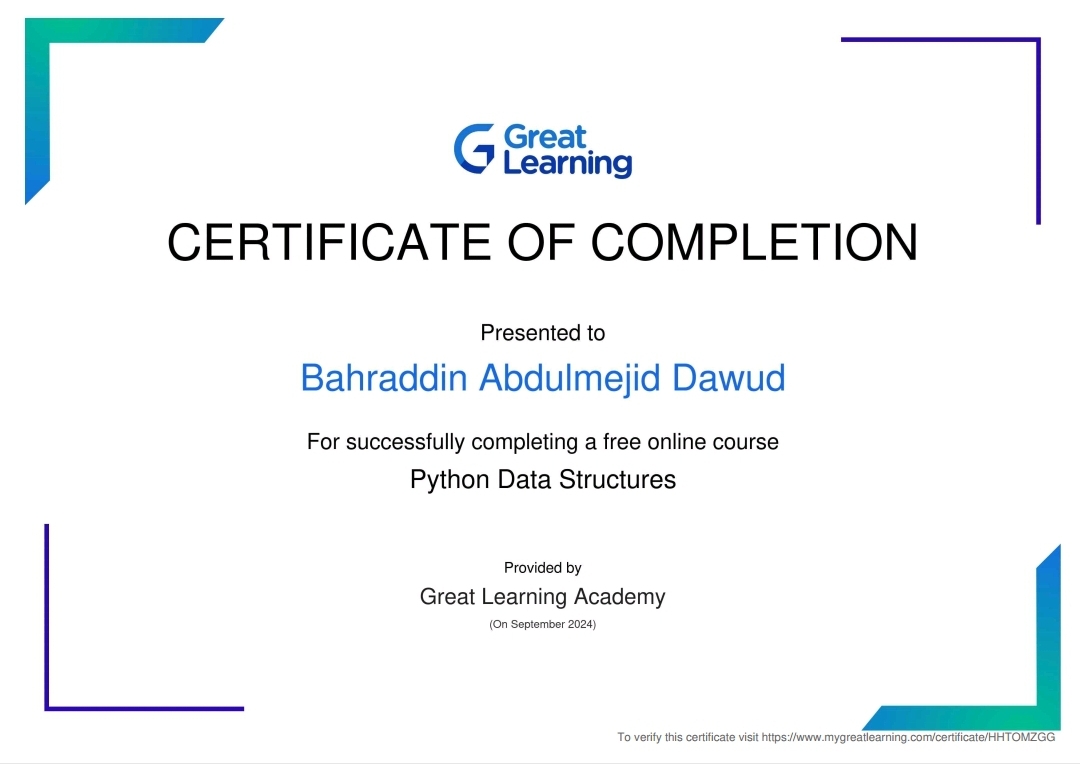 Great
Learning
CERTIFICATE OF COMPLETION
Presented to
Bahraddin Abdulmejid Dawud
For successfully completing a free online course
Python Data Structures
Provided by
Great Learning Academy
(On September 2024)
To verify this certificate visit https://www.mygreatlearning.com/certificate/HHTOMZGG